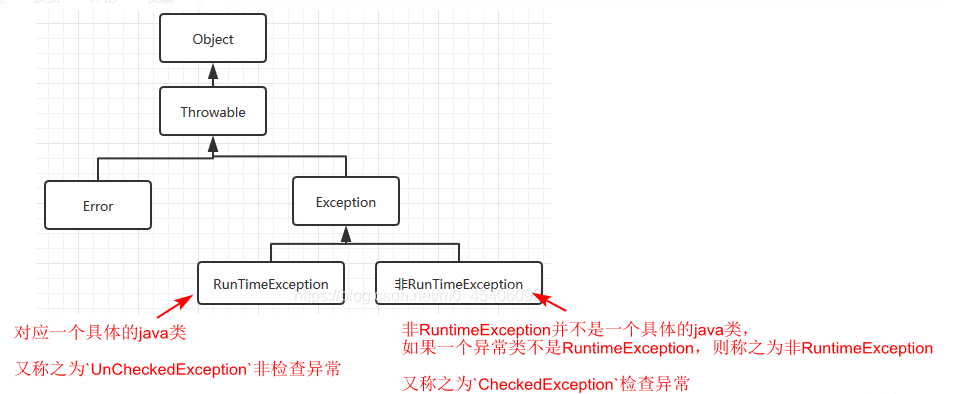 Object
Throwable
Error
Exception
RunTimeException
非RunTimeException
对应一个具体的java类
又称之为`UnCheckedException`非检查异常
非RuntimeException并不是一个具体的java类，
如果一个异常类不是RuntimeException，则称之为非RuntimeException
又称之为`CheckedException`检查异常